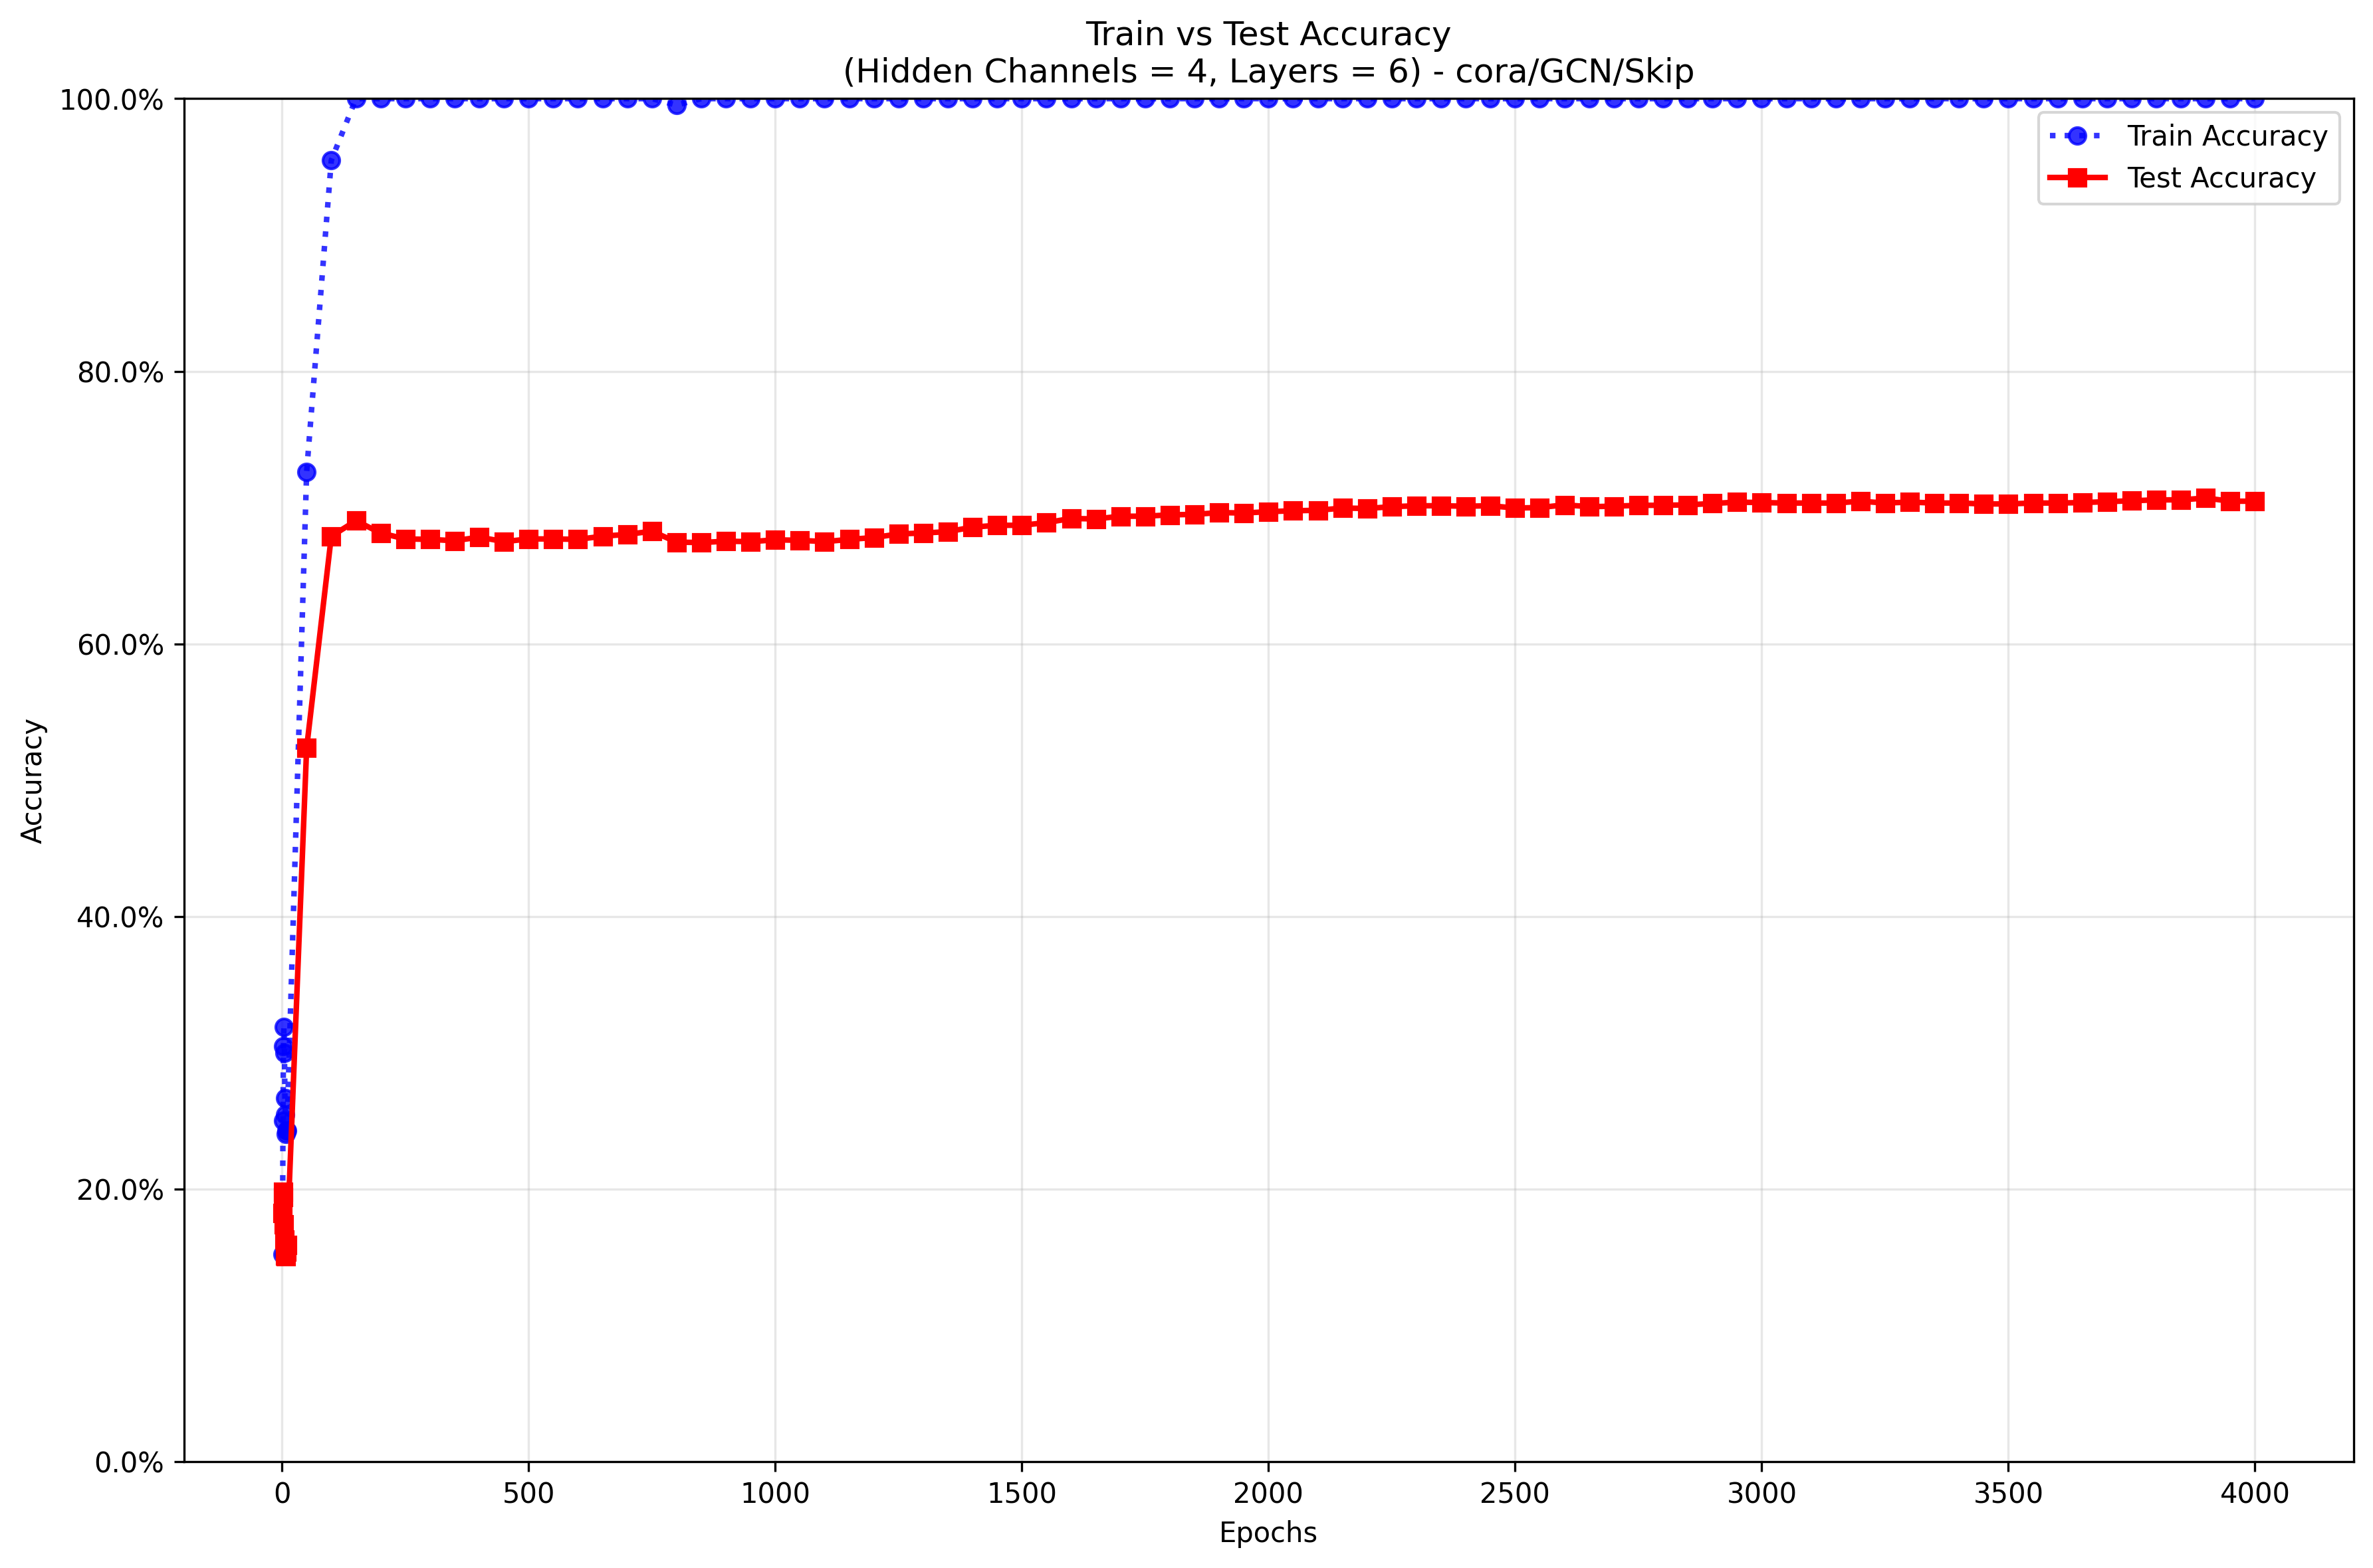 Train vs Test Accuracy
(Hidden Channels = 4, Layers = 6) - cora/GCN/Skip
100.0%
80.0%
60.0%
40.0%
20.0%
0.0%
Accuracy
Train Accuracy
Test Accuracy
0 500 1000 1500 2000 2500 3000 3500 4000
Epochs